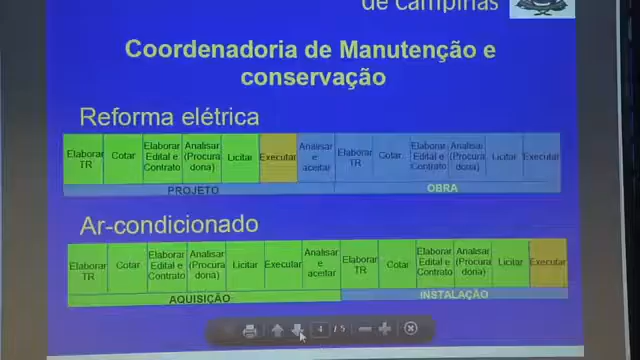 de campinas
Coordenadoria de Manutenção e
conservação
Reforma elétrica
Elaborar TR
Cotar
Elaborar Edital e Contrato
Analisar (Procuradoria)
Licitar
Executar
Analisar e aceitar
Elaborar TR
Cotar
Elaborar Edital e Contrato
Analisar (Procuradoria)
Licitar
Executar
PROJETO
OBRA
Ar-condicionado
Elaborar TR
Cotar
Elaborar Edital e Contrato
Analisar (Procuradoria)
Licitar
Executar
Analisar e aceitar
Elaborar TR
Cotar
Elaborar Edital e Contrato
Analisar (Procuradoria)
Licitar
Executar
AQUISIÇÃO
INSTALAÇÃO
4 / 5